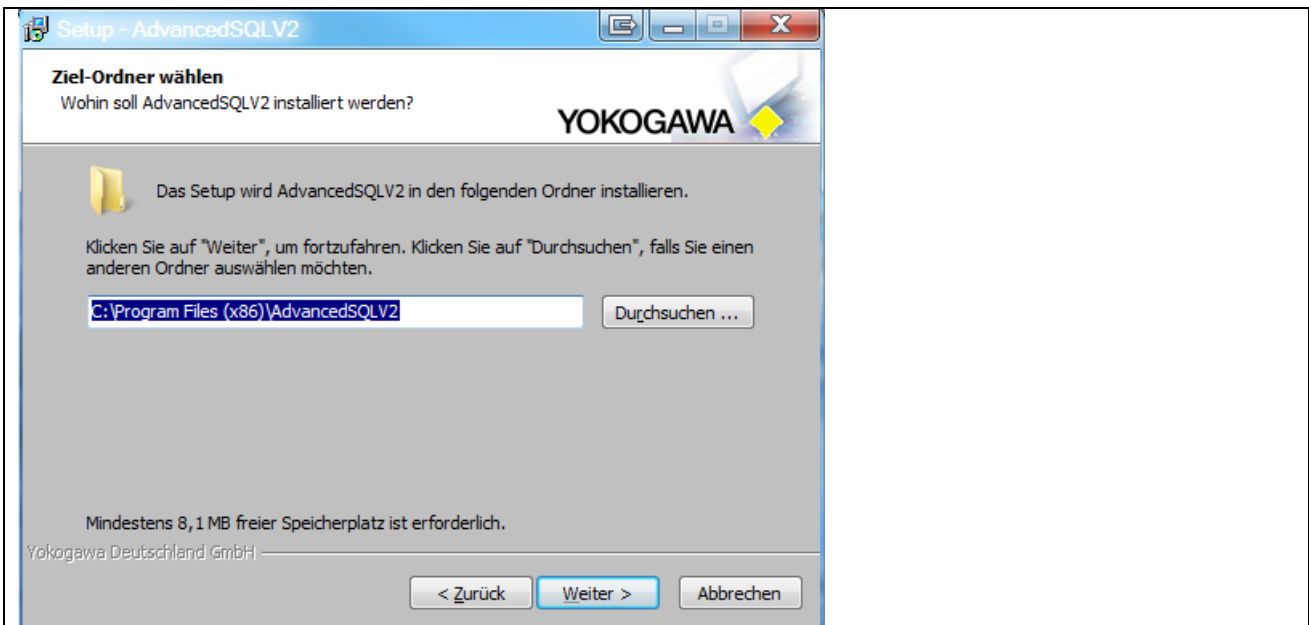 Setup - AdvancedSQLV2
Ziel-Ordner wählen
Wohin soll AdvancedSQLV2 installiert werden?
YOKOGAWA
Das Setup wird AdvancedSQLV2 in den folgenden Ordner installieren.
Klicken Sie auf "Weiter", um fortzufahren. Klicken Sie auf "Durchsuchen", falls Sie einen
anderen Ordner auswählen möchten.
C:\Program Files (x86)\AdvancedSQLV2
Durchsuchen ...
Mindestens 8,1 MB freier Speicherplatz ist erforderlich.
Yokogawa Deutschland GmbH
< Zurück
Weiter >
Abbrechen